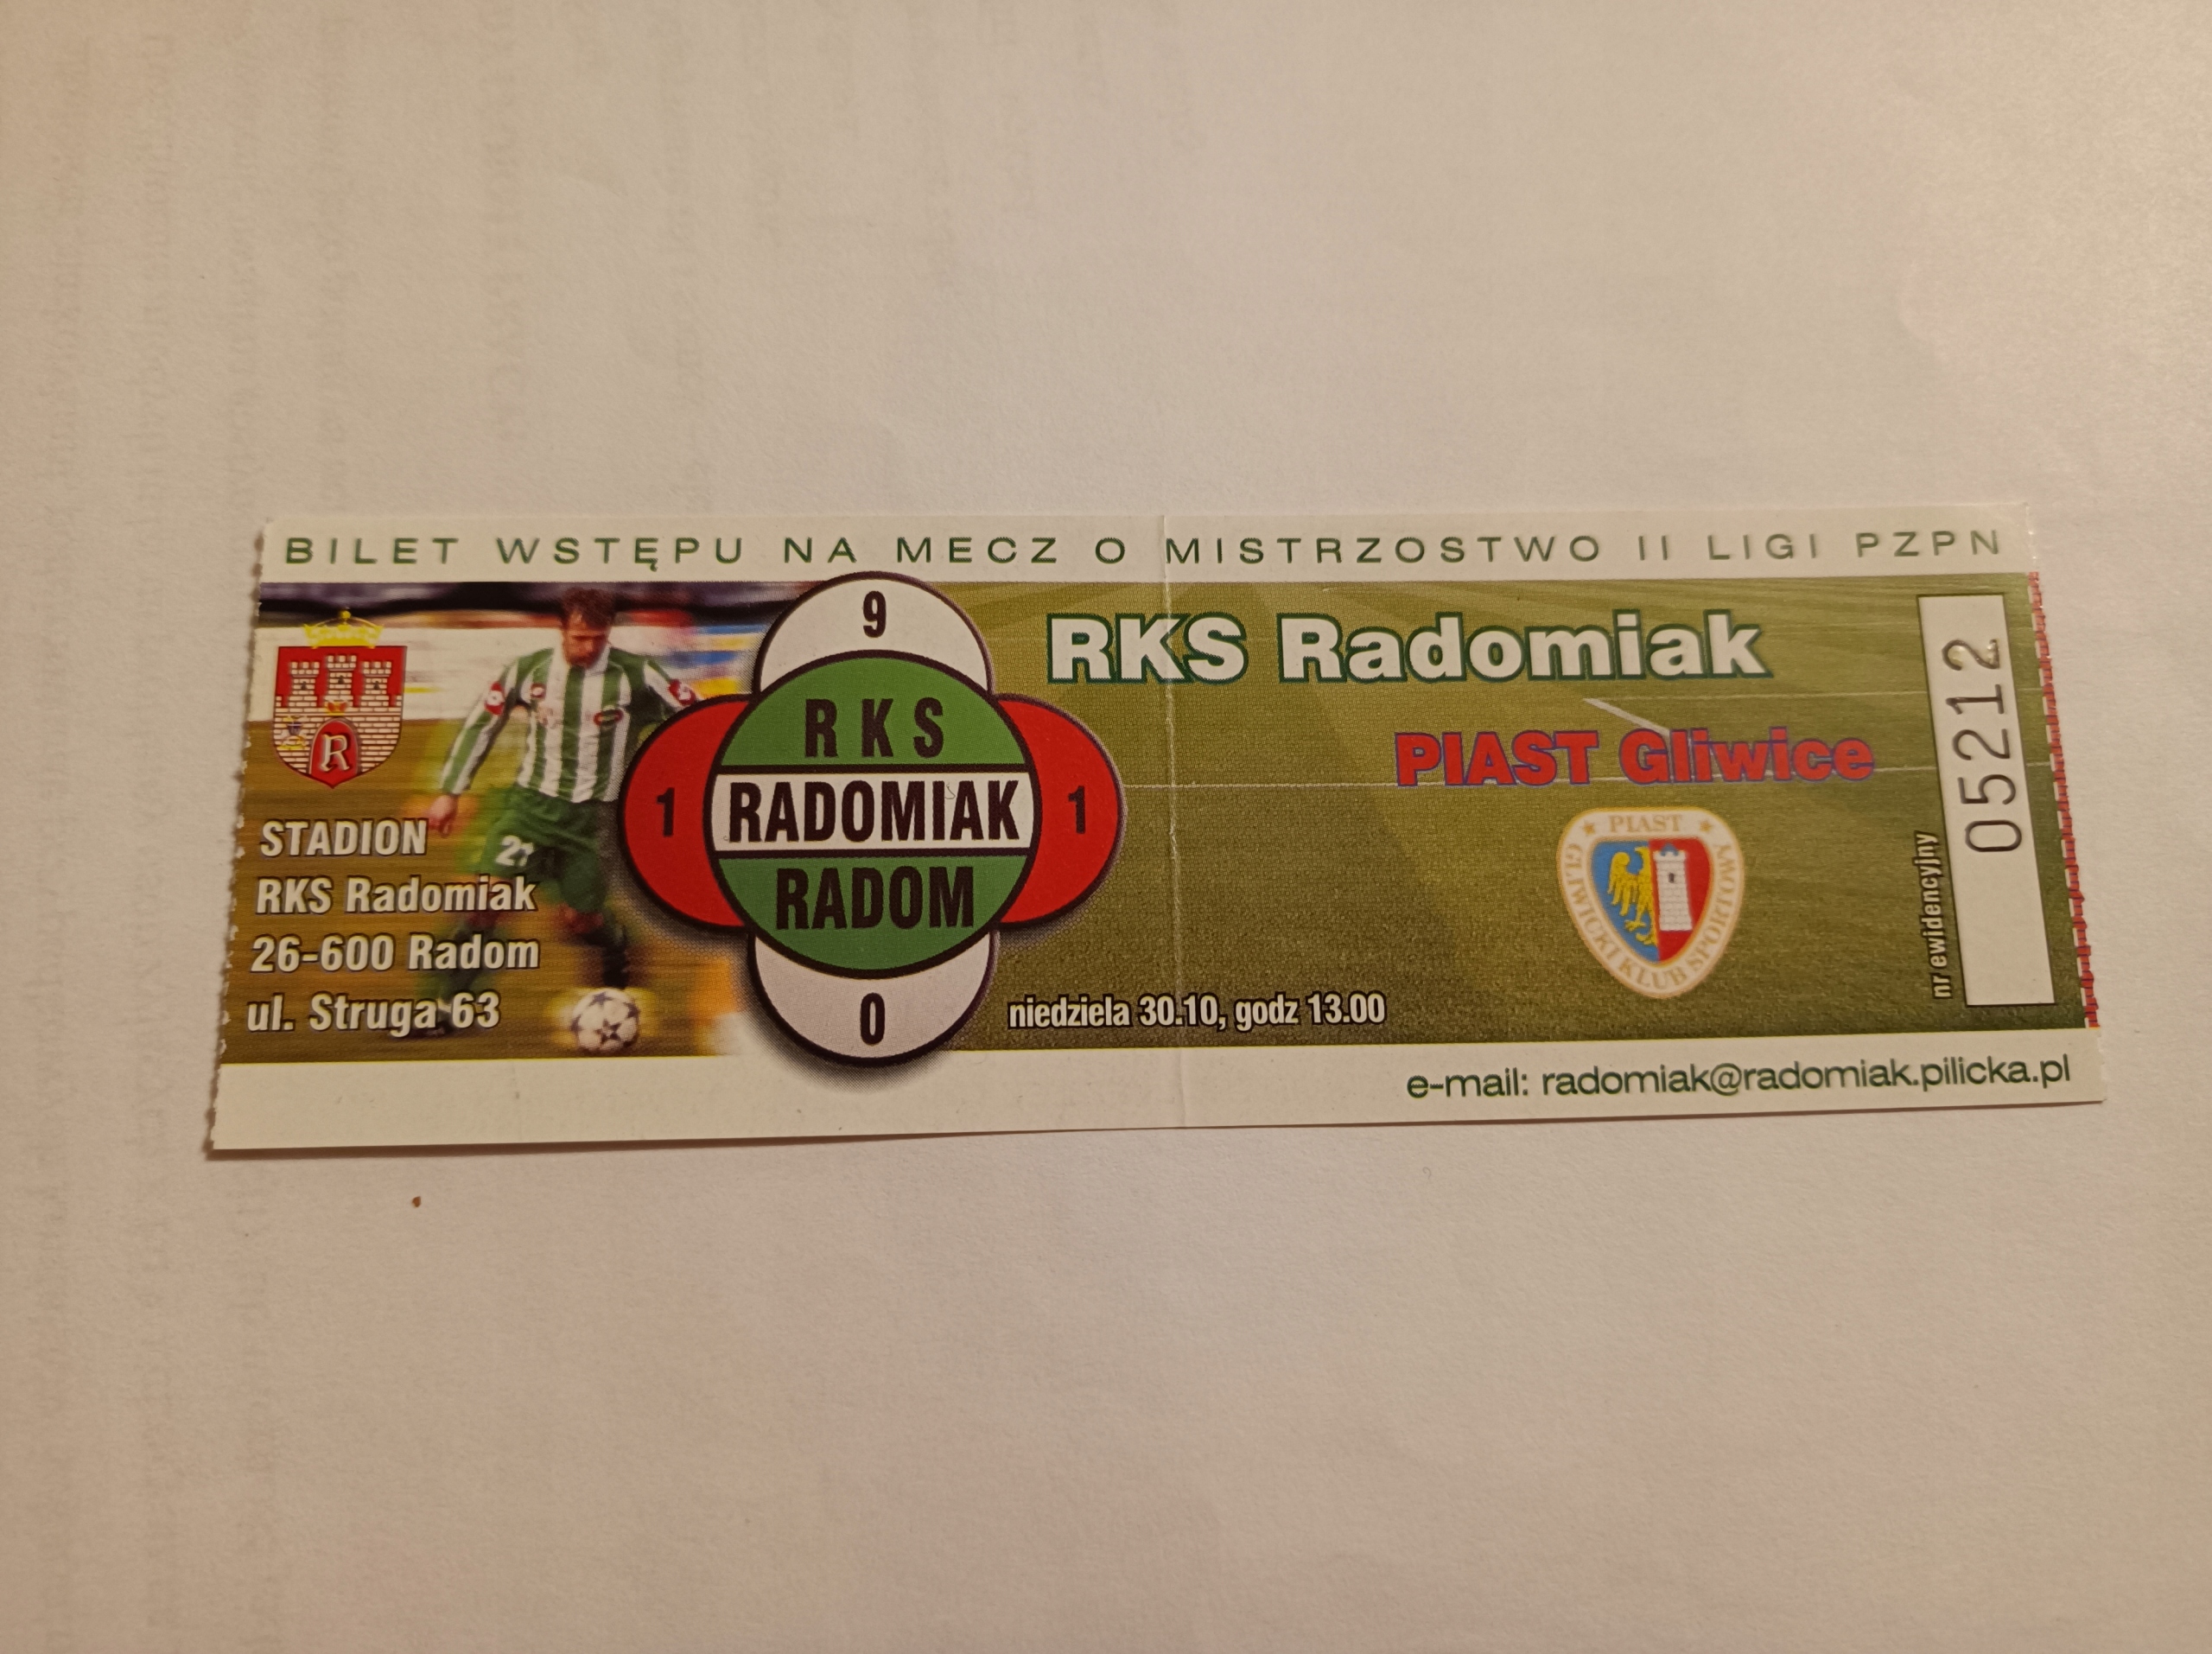 BILET WSTĘPU NA MECZ O MISTRZOSTWO II LIGI PZPN
R
STADION
RKS Radomiak
26-600 Radom
ul. Struga 63
27
9
1
RKS
RADOMIAK
RADOM
1
0
RKS Radomiak
PIAST Gliwice
PIAST
GLIWICKI KLUB SPORTOWY
niedziela 30.10, godz 13.00
nr ewidencyjny
05212
e-mail: radomiak@radomiak.pilicka.pl